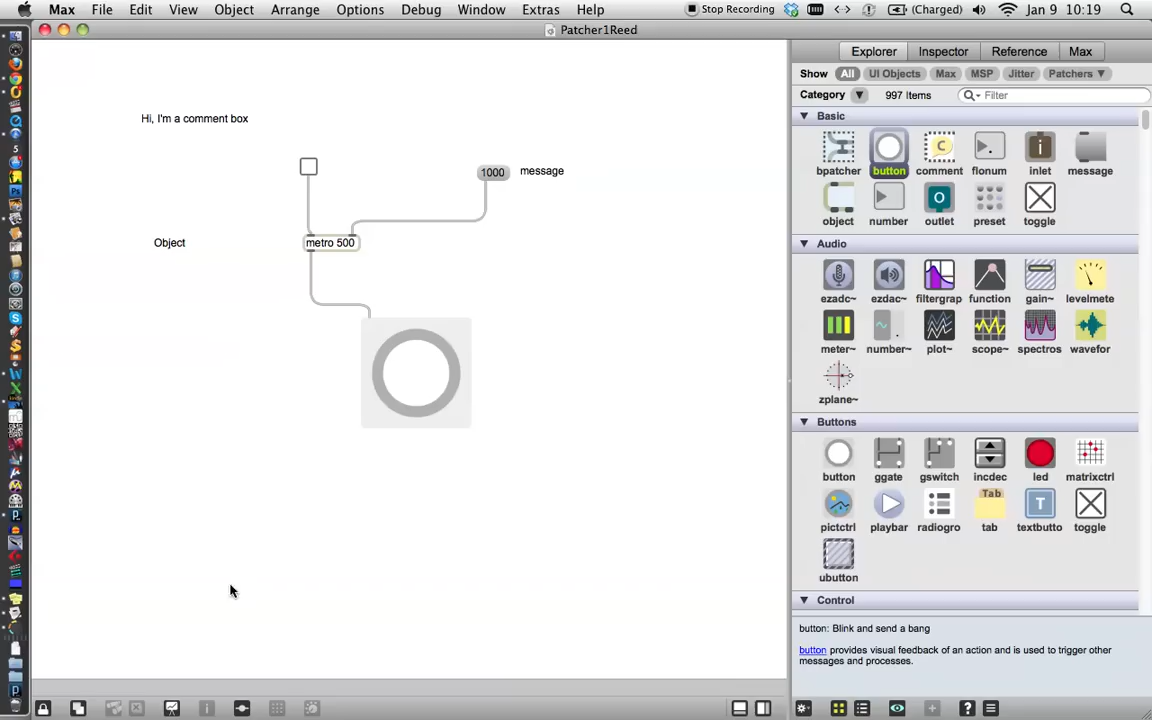 Max File Edit View Object Arrange Options Debug Window Extras Help Stop Recording (Charged) Jan 9 10:19
Patcher1Reed
Explorer Inspector Reference Max
Show All UI Objects Max MSP Jitter Patchers ▼
Category ▼ 997 Items Filter
Hi, I'm a comment box
1000 message
Object metro 500
Basic
bpatcher button comment flonum inlet message
object number outlet preset toggle
Audio
ezadc~ ezdac~ filtergrap function gain~ levelmete
meter~ number~ plot~ scope~ spectros wavefor
zplane~
Buttons
button ggate gswitch incdec led matrixctrl
Tab
pictctrl playbar radiogro tab textbutto toggle
ubutton
Control
button: Blink and send a bang
button provides visual feedback of an action and is used to trigger other
messages and processes.